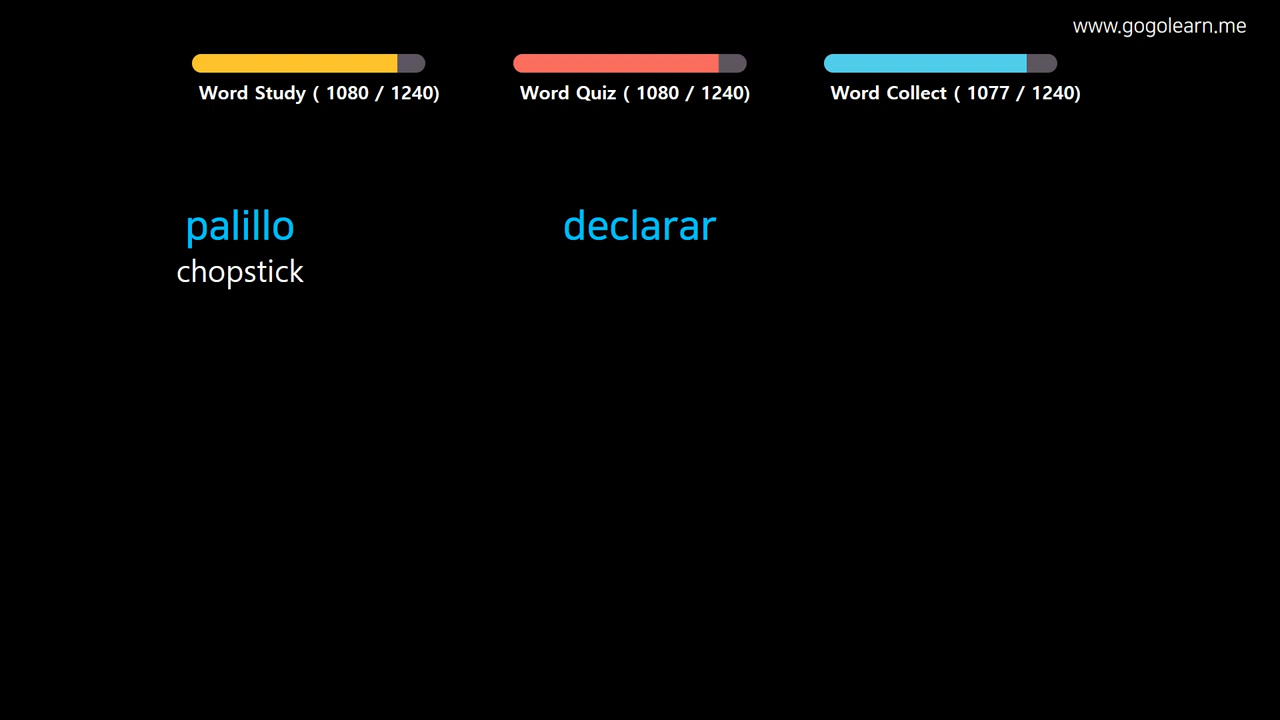 www.gogolearn.me
Word Study ( 1080 / 1240)
Word Quiz ( 1080 / 1240)
Word Collect ( 1077 / 1240)
palillo
chopstick
declarar